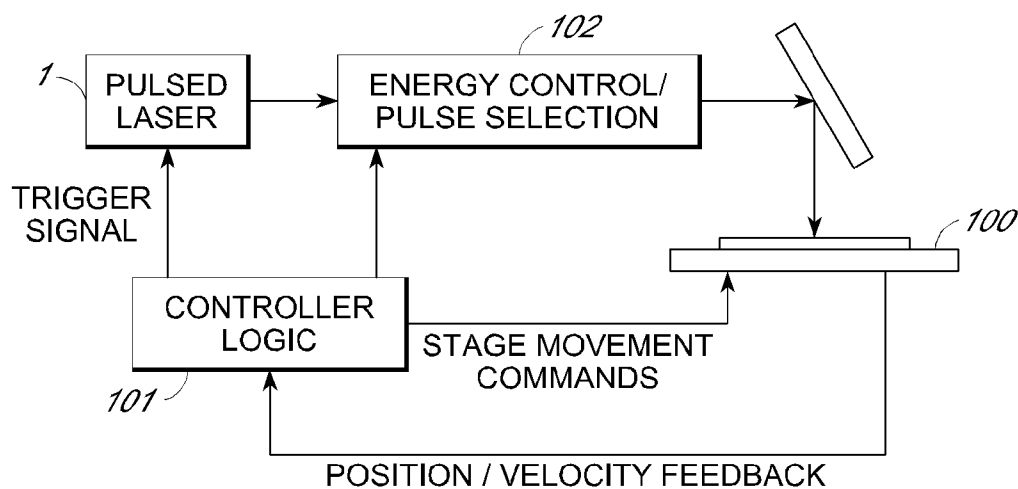 102
1
PULSED
LASER
ENERGY CONTROL/
PULSE SELECTION
TRIGGER
SIGNAL
100
CONTROLLER
LOGIC
STAGE MOVEMENT
COMMANDS
101
POSITION / VELOCITY FEEDBACK